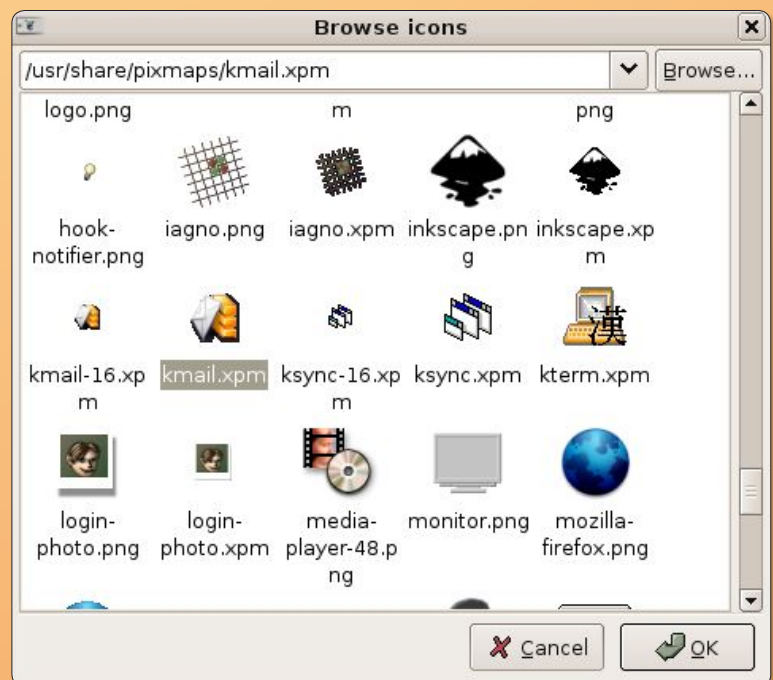 Browse icons
/usr/share/pixmaps/kmail.xpm
Browse...
logo.png m png
hook- iagno.png iagno.xpm inkscape.pn inkscape.xp
notifier.png g m
漢
kmail-16.xp kmail.xpm ksync-16.xp ksync.xpm kterm.xpm
m m
login- login- media- monitor.png mozilla-
photo.png photo.xpm player-48.p firefox.png
ng
Cancel OK